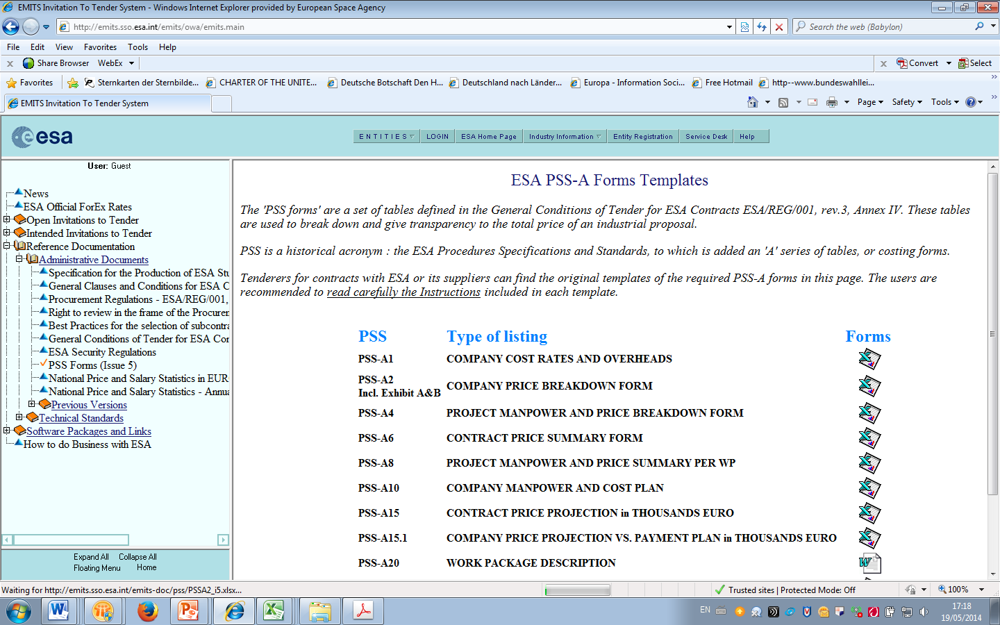 EMITS Invitation To Tender System - Windows Internet Explorer provided by European Space Agency
http://emits.sso.esa.int/emits/owa/emits.main
Search the web (Babylon)
File Edit View Favorites Tools Help
x Share Browser WebEx
x Convert Select
Favorites Sternkarten der Sternbilde... CHARTER OF THE UNITE... Deutsche Botschaft Den H... Deutschland nach Länder... Europa - Information Soci... Free Hotmail http--www.bundeswahllei...
EMITS Invitation To Tender System
Page Safety Tools
esa
ENTITIES LOGIN ESA Home Page Industry Information Entity Registration Service Desk Help
User: Guest
News
ESA Official ForEx Rates
Open Invitations to Tender
Intended Invitations to Tender
Reference Documentation
Administrative Documents
Specification for the Production of ESA Stu
General Clauses and Conditions for ESA C
Procurement Regulations - ESA/REG/001,
Right to review in the frame of the Procurem
Best Practices for the selection of subcontra
General Conditions of Tender for ESA Con
ESA Security Regulations
PSS Forms (Issue 5)
National Price and Salary Statistics in EUR
National Price and Salary Statistics - Annua
Previous Versions
Technical Standards
Software Packages and Links
How to do Business with ESA
Expand All Collapse All
Floating Menu Home
ESA PSS-A Forms Templates
The 'PSS forms' are a set of tables defined in the General Conditions of Tender for ESA Contracts ESA/REG/001, rev.3, Annex IV. These tables
are used to break down and give transparency to the total price of an industrial proposal.
PSS is a historical acronym : the ESA Procedures Specifications and Standards, to which is added an 'A' series of tables, or costing forms.
Tenderers for contracts with ESA or its suppliers can find the original templates of the required PSS-A forms in this page. The users are
recommended to read carefully the Instructions included in each template.
PSS Type of listing Forms
PSS-A1 COMPANY COST RATES AND OVERHEADS
PSS-A2
Incl. Exhibit A&B COMPANY PRICE BREAKDOWN FORM
PSS-A4 PROJECT MANPOWER AND PRICE BREAKDOWN FORM
PSS-A6 CONTRACT PRICE SUMMARY FORM
PSS-A8 PROJECT MANPOWER AND PRICE SUMMARY PER WP
PSS-A10 COMPANY MANPOWER AND COST PLAN
PSS-A15 CONTRACT PRICE PROJECTION in THOUSANDS EURO
PSS-A15.1 COMPANY PRICE PROJECTION VS. PAYMENT PLAN in THOUSANDS EURO
PSS-A20 WORK PACKAGE DESCRIPTION
Waiting for http://emits.sso.esa.int/emits-doc/pss/PSSA2_i5.xlsx...
Trusted sites | Protected Mode: Off
100%
EN
17:18
19/05/2014